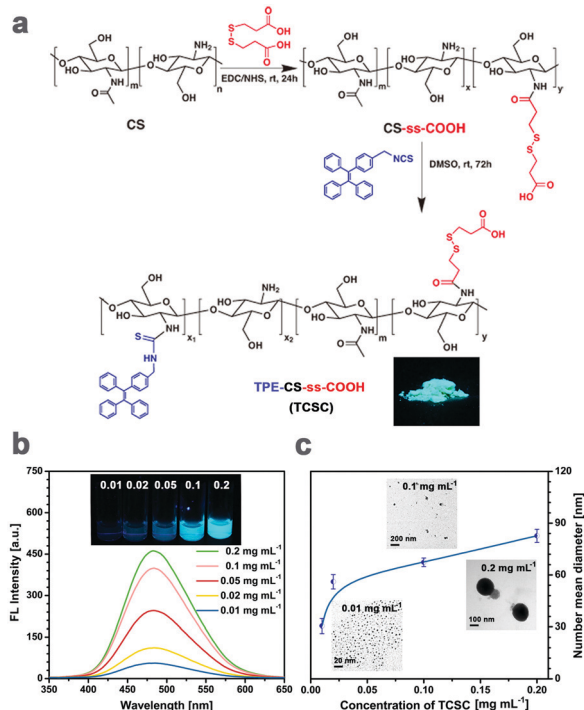 a
HO
O
S
S
HO
O
EDC/NHS, rt, 24h
CS
CS-ss-COOH
NCS
DMSO, rt, 72h
TPE-CS-ss-COOH
(TCSC)
b
0.01 0.02 0.05 0.1 0.2
0.2 mg mL-1
0.1 mg mL-1
0.05 mg mL-1
0.02 mg mL-1
0.01 mg mL-1
FL Intensity [a.u.]
750
600
450
300
150
0
350 400 450 500 550 600 650
Wavelength [nm]
c
0.1 mg mL-1
200 nm
0.2 mg mL-1
100 nm
0.01 mg mL-1
20 nm
120
90
60
30
0
Nunber mean diameter [nm]
0.00 0.05 0.10 0.15 0.20
Concentration of TCSC [mg mL-1]